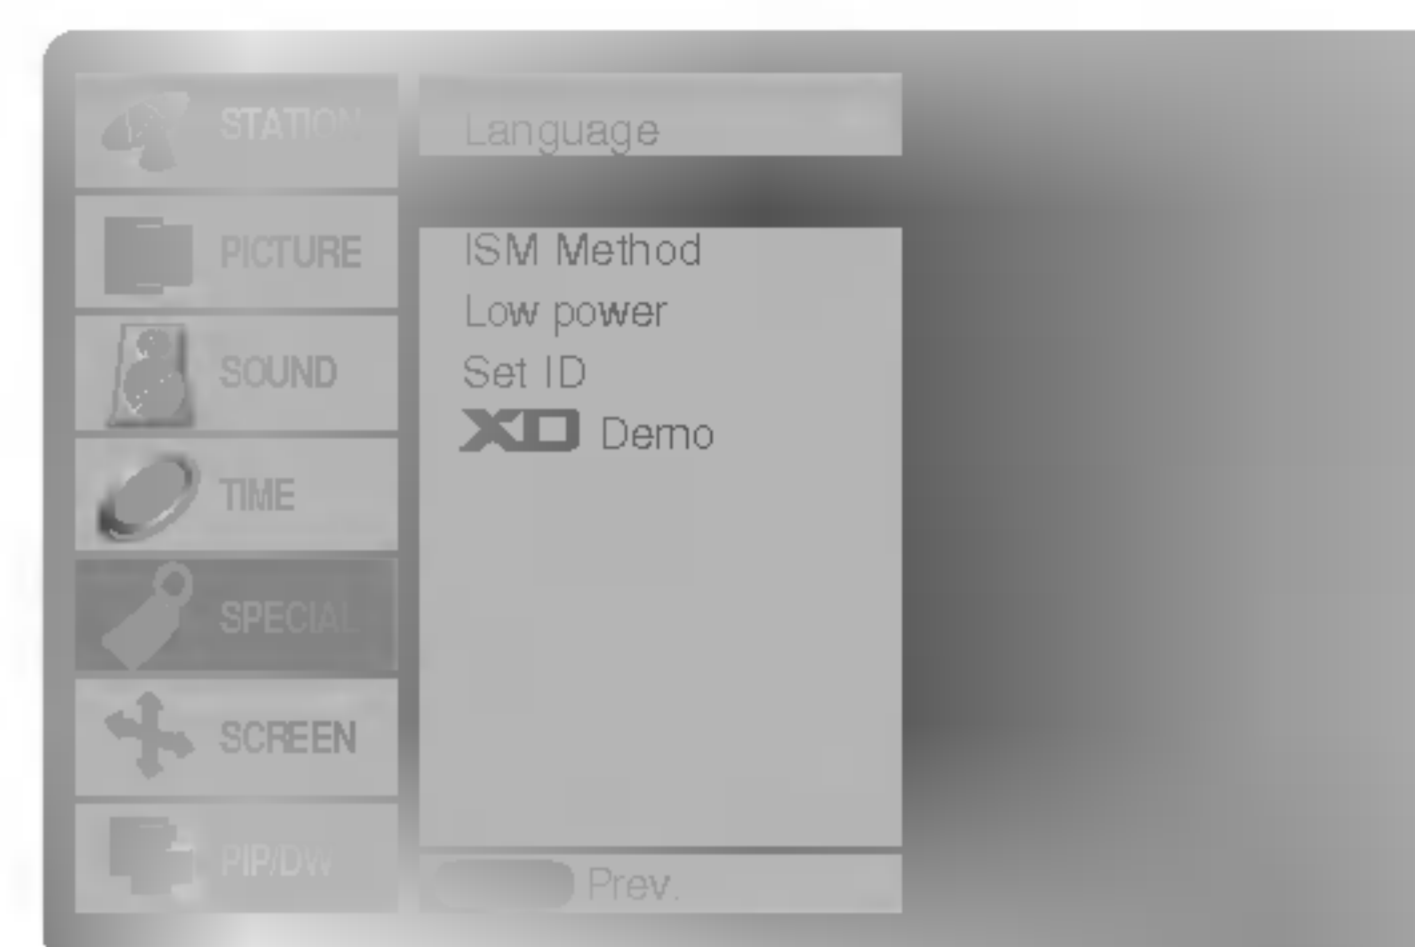 STATION
PICTURE
SOUND
TIME
SPECIAL
SCREEN
PIP/DW
Language
ISM Method
Low power
Set ID
XD Demo
Prev.